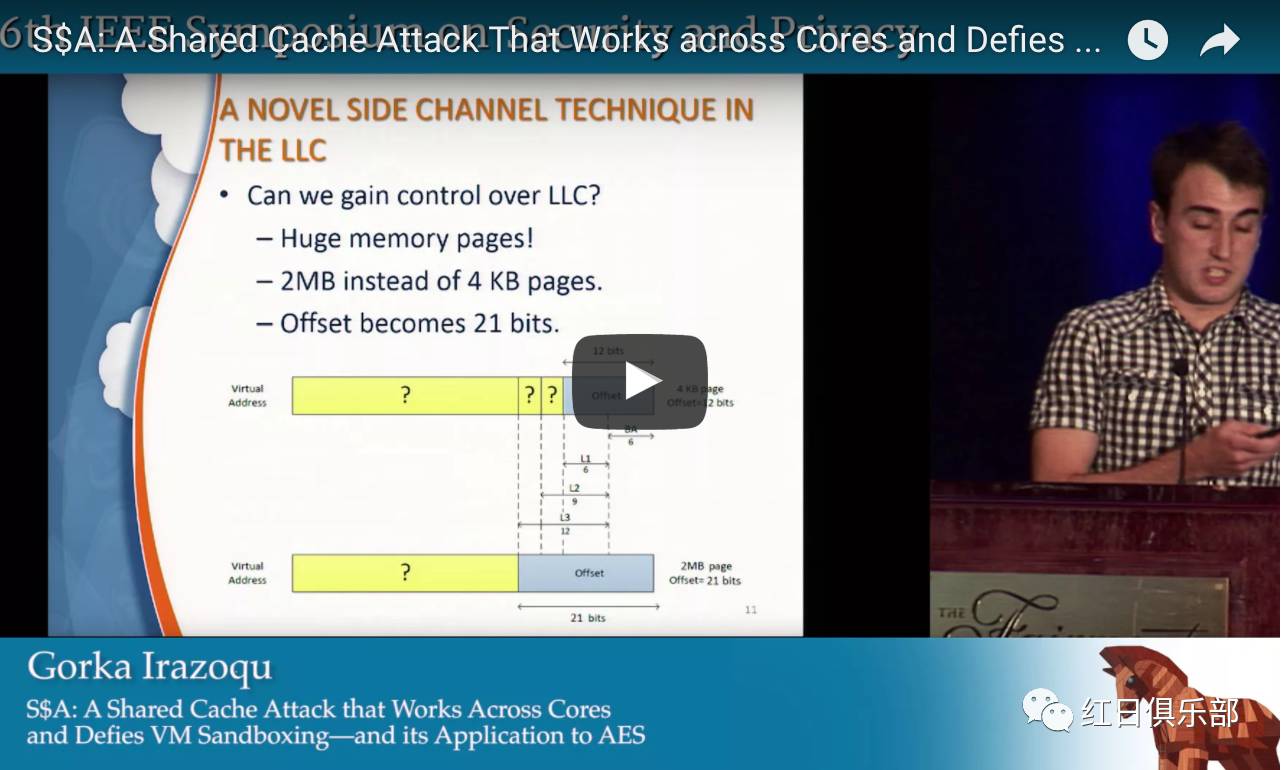 6th IEEE Symposium on Security and Privacy
S$A: A Shared Cache Attack That Works across Cores and Defies ...
A NOVEL SIDE CHANNEL TECHNIQUE IN
THE LLC
• Can we gain control over LLC?
– Huge memory pages!
– 2MB instead of 4 KB pages.
– Offset becomes 21 bits.
12 bits
Virtual
Address
? ? ? Offset
4 KB page
Offset=12 bits
BA
6
L1
6
L2
9
L3
12
Virtual
Address
? Offset
2MB page
Offset= 21 bits
21 bits
11
THE
Gorka Irazoqu
S$A: A Shared Cache Attack that Works Across Cores
and Defies VM Sandboxing—and its Application to AES
红日俱乐部